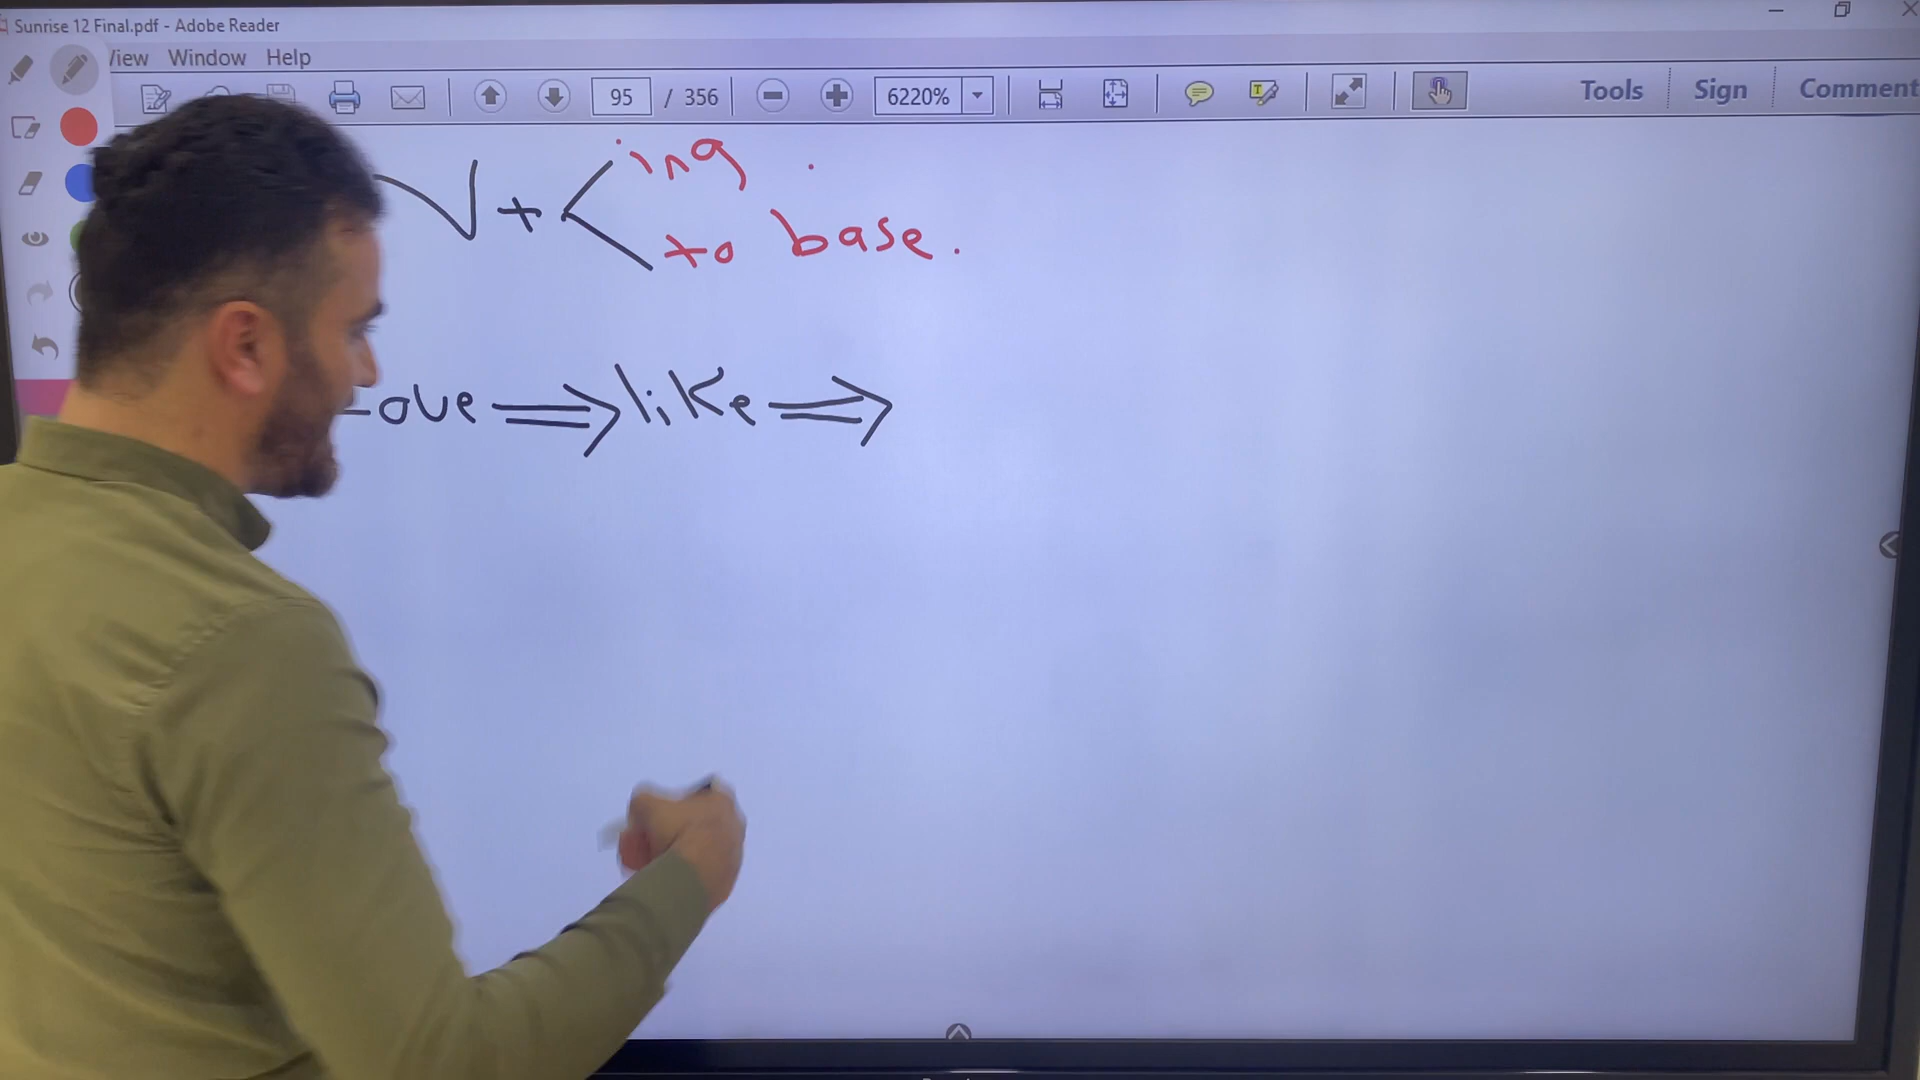 Sunrise 12 Final.pdf - Adobe Reader
View Window Help
95 / 356 6220% Tools Sign Comment
V + ing .
to base.
Love ⇒ like ⇒